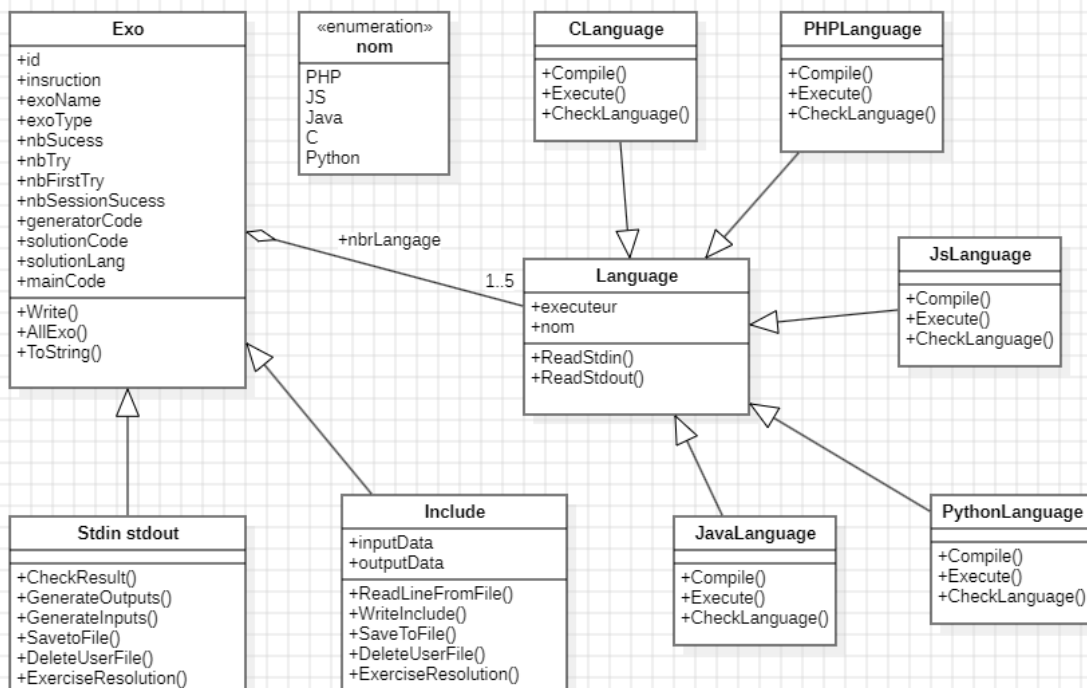 Exo
+id
+insruction
+exoName
+exoType
+nbSucess
+nbTry
+nbFirstTry
+nbSessionSucess
+generatorCode
+solutionCode
+solutionLang
+mainCode
+Write()
+AllExo()
+ToString()
«enumeration»
nom
PHP
JS
Java
C
Python
CLanguage
+Compile()
+Execute()
+CheckLanguage()
PHPLanguage
+Compile()
+Execute()
+CheckLanguage()
+nbrLangage
1..5
Language
+executeur
+nom
+ReadStdin()
+ReadStdout()
JsLanguage
+Compile()
+Execute()
+CheckLanguage()
Stdin stdout
+CheckResult()
+GenerateOutputs()
+GenerateInputs()
+SavetoFile()
+DeleteUserFile()
+ExerciseResolution()
Include
+inputData
+outputData
+ReadLineFromFile()
+WriteInclude()
+SaveToFile()
+DeleteUserFile()
+ExerciseResolution()
JavaLanguage
+Compile()
+Execute()
+CheckLanguage()
PythonLanguage
+Compile()
+Execute()
+CheckLanguage()